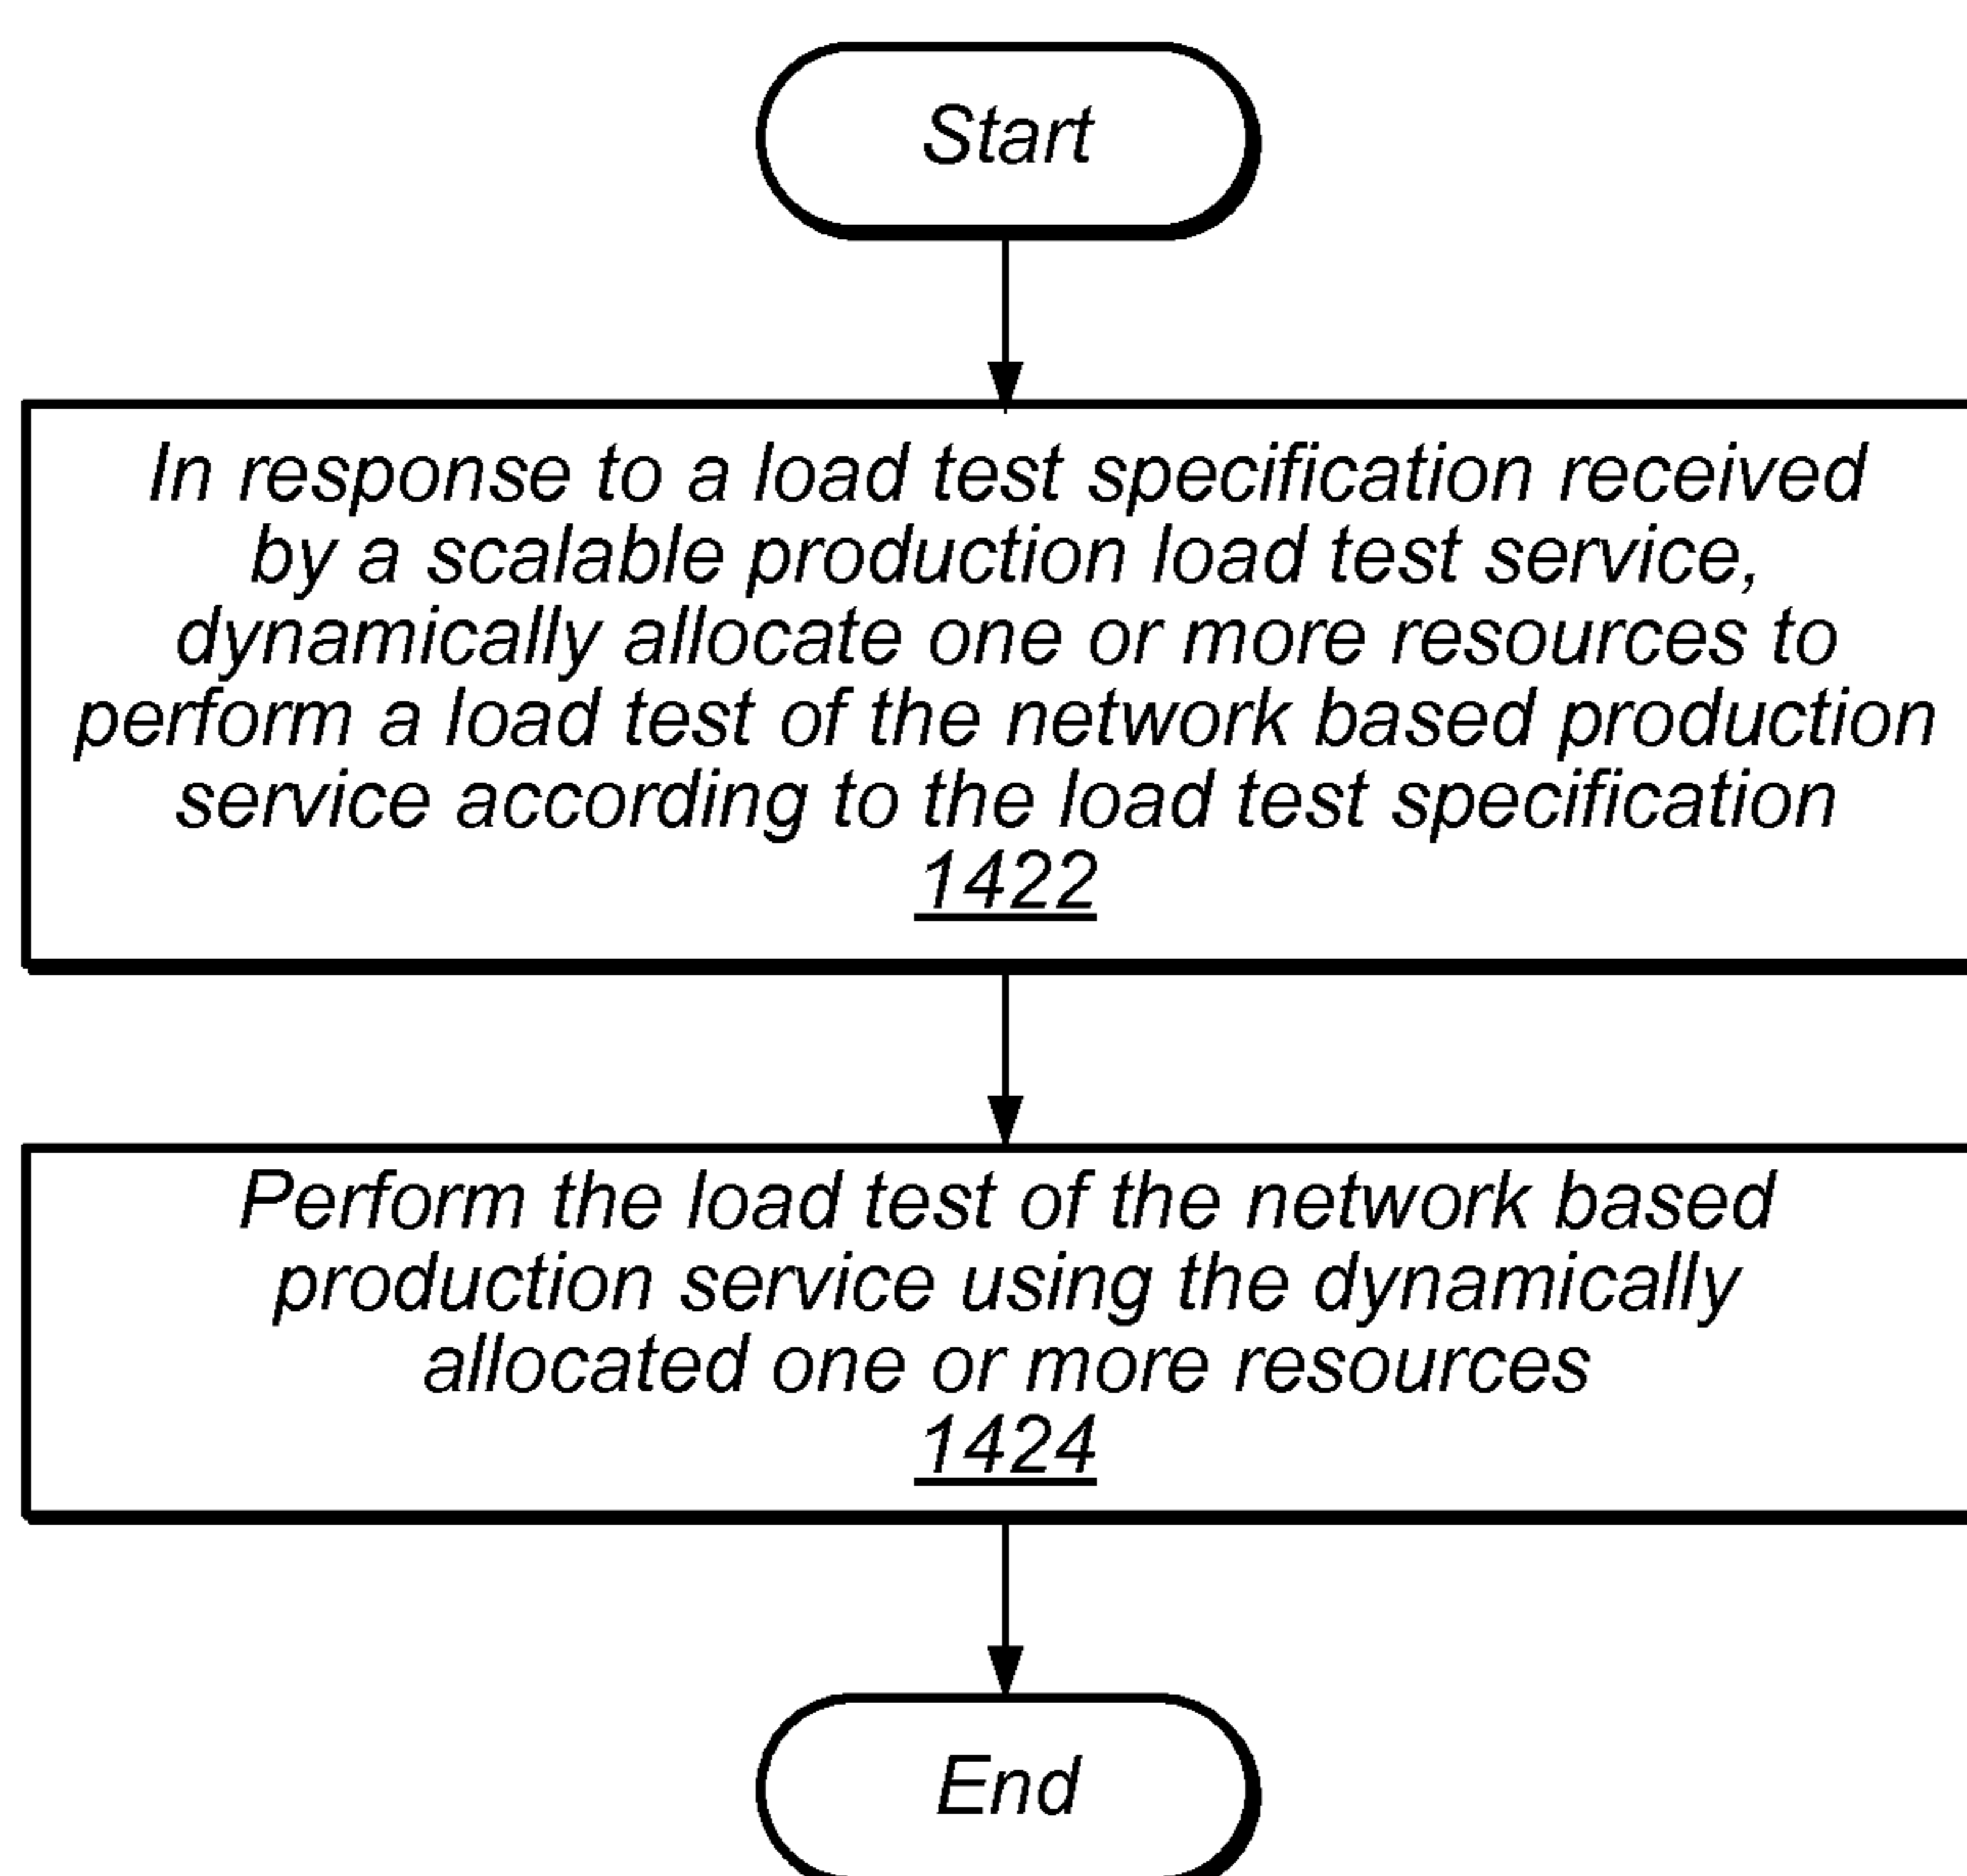 Start
In response to a load test specification received
by a scalable production load test service,
dynamically allocate one or more resources to
perform a load test of the network based production
service according to the load test specification
1422
Perform the load test of the network based
production service using the dynamically
allocated one or more resources
1424
End